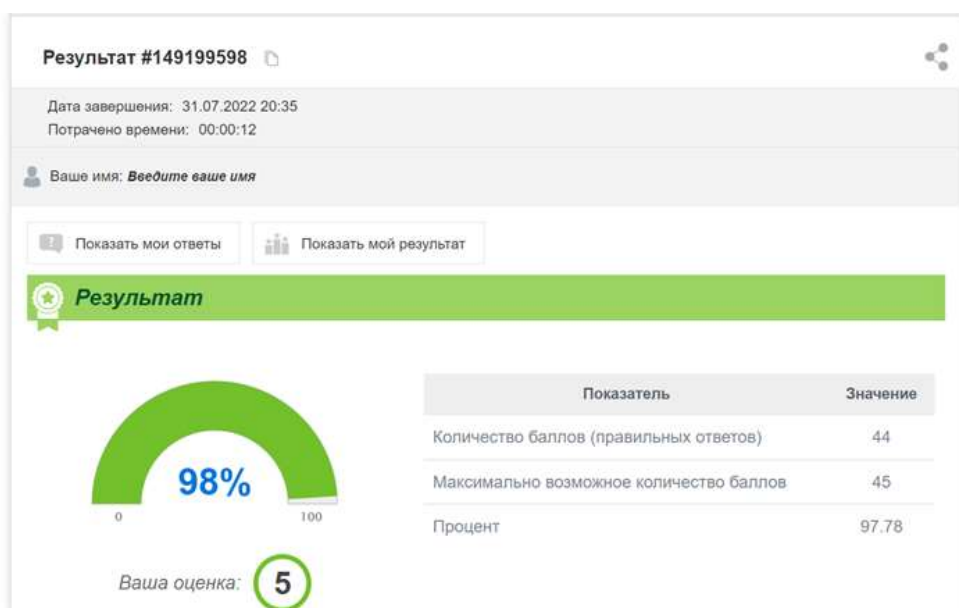 Результат #149199598
Дата завершения: 31.07.2022 20:35
Потрачено времени: 00:00:12
Ваше имя: Введите ваше имя
Показать мои ответы Показать мой результат
Результат
98%
0 100
Ваша оценка: 5
Показатель Значение
Количество баллов (правильных ответов) 44
Максимально возможное количество баллов 45
Процент 97.78